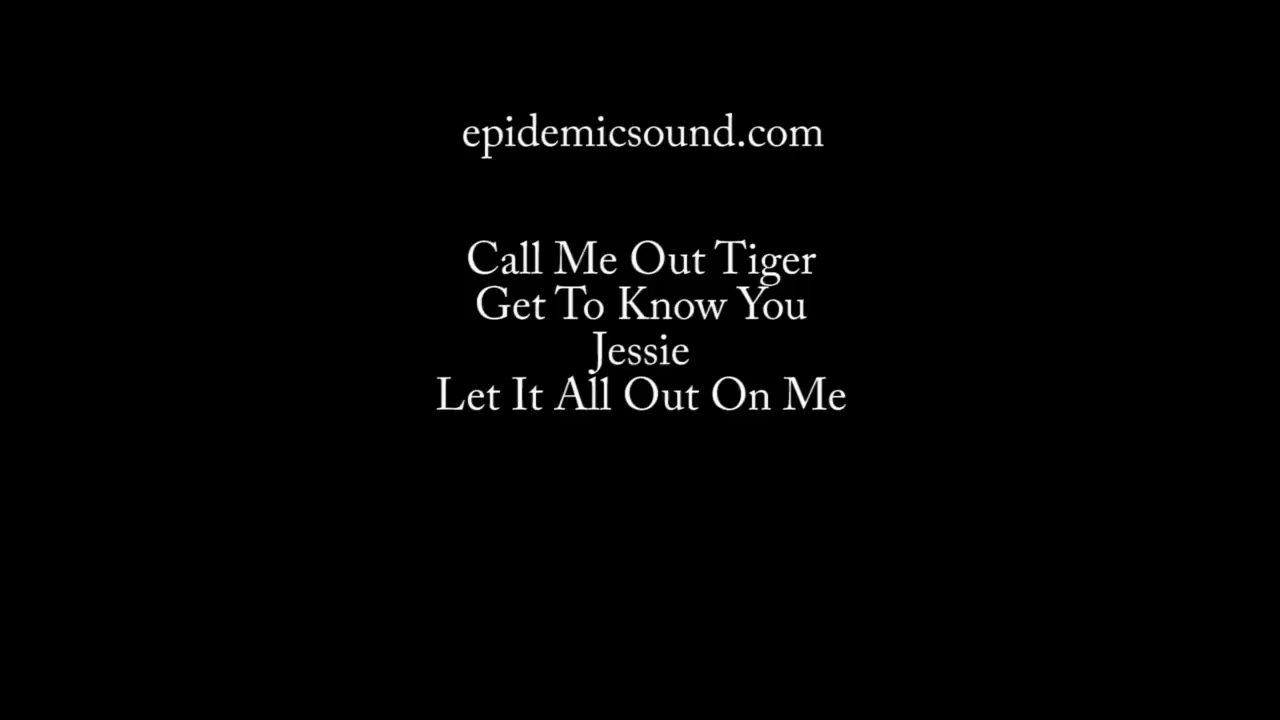 epidemicsound.com
Call Me Out Tiger
Get To Know You
Jessie
Let It All Out On Me